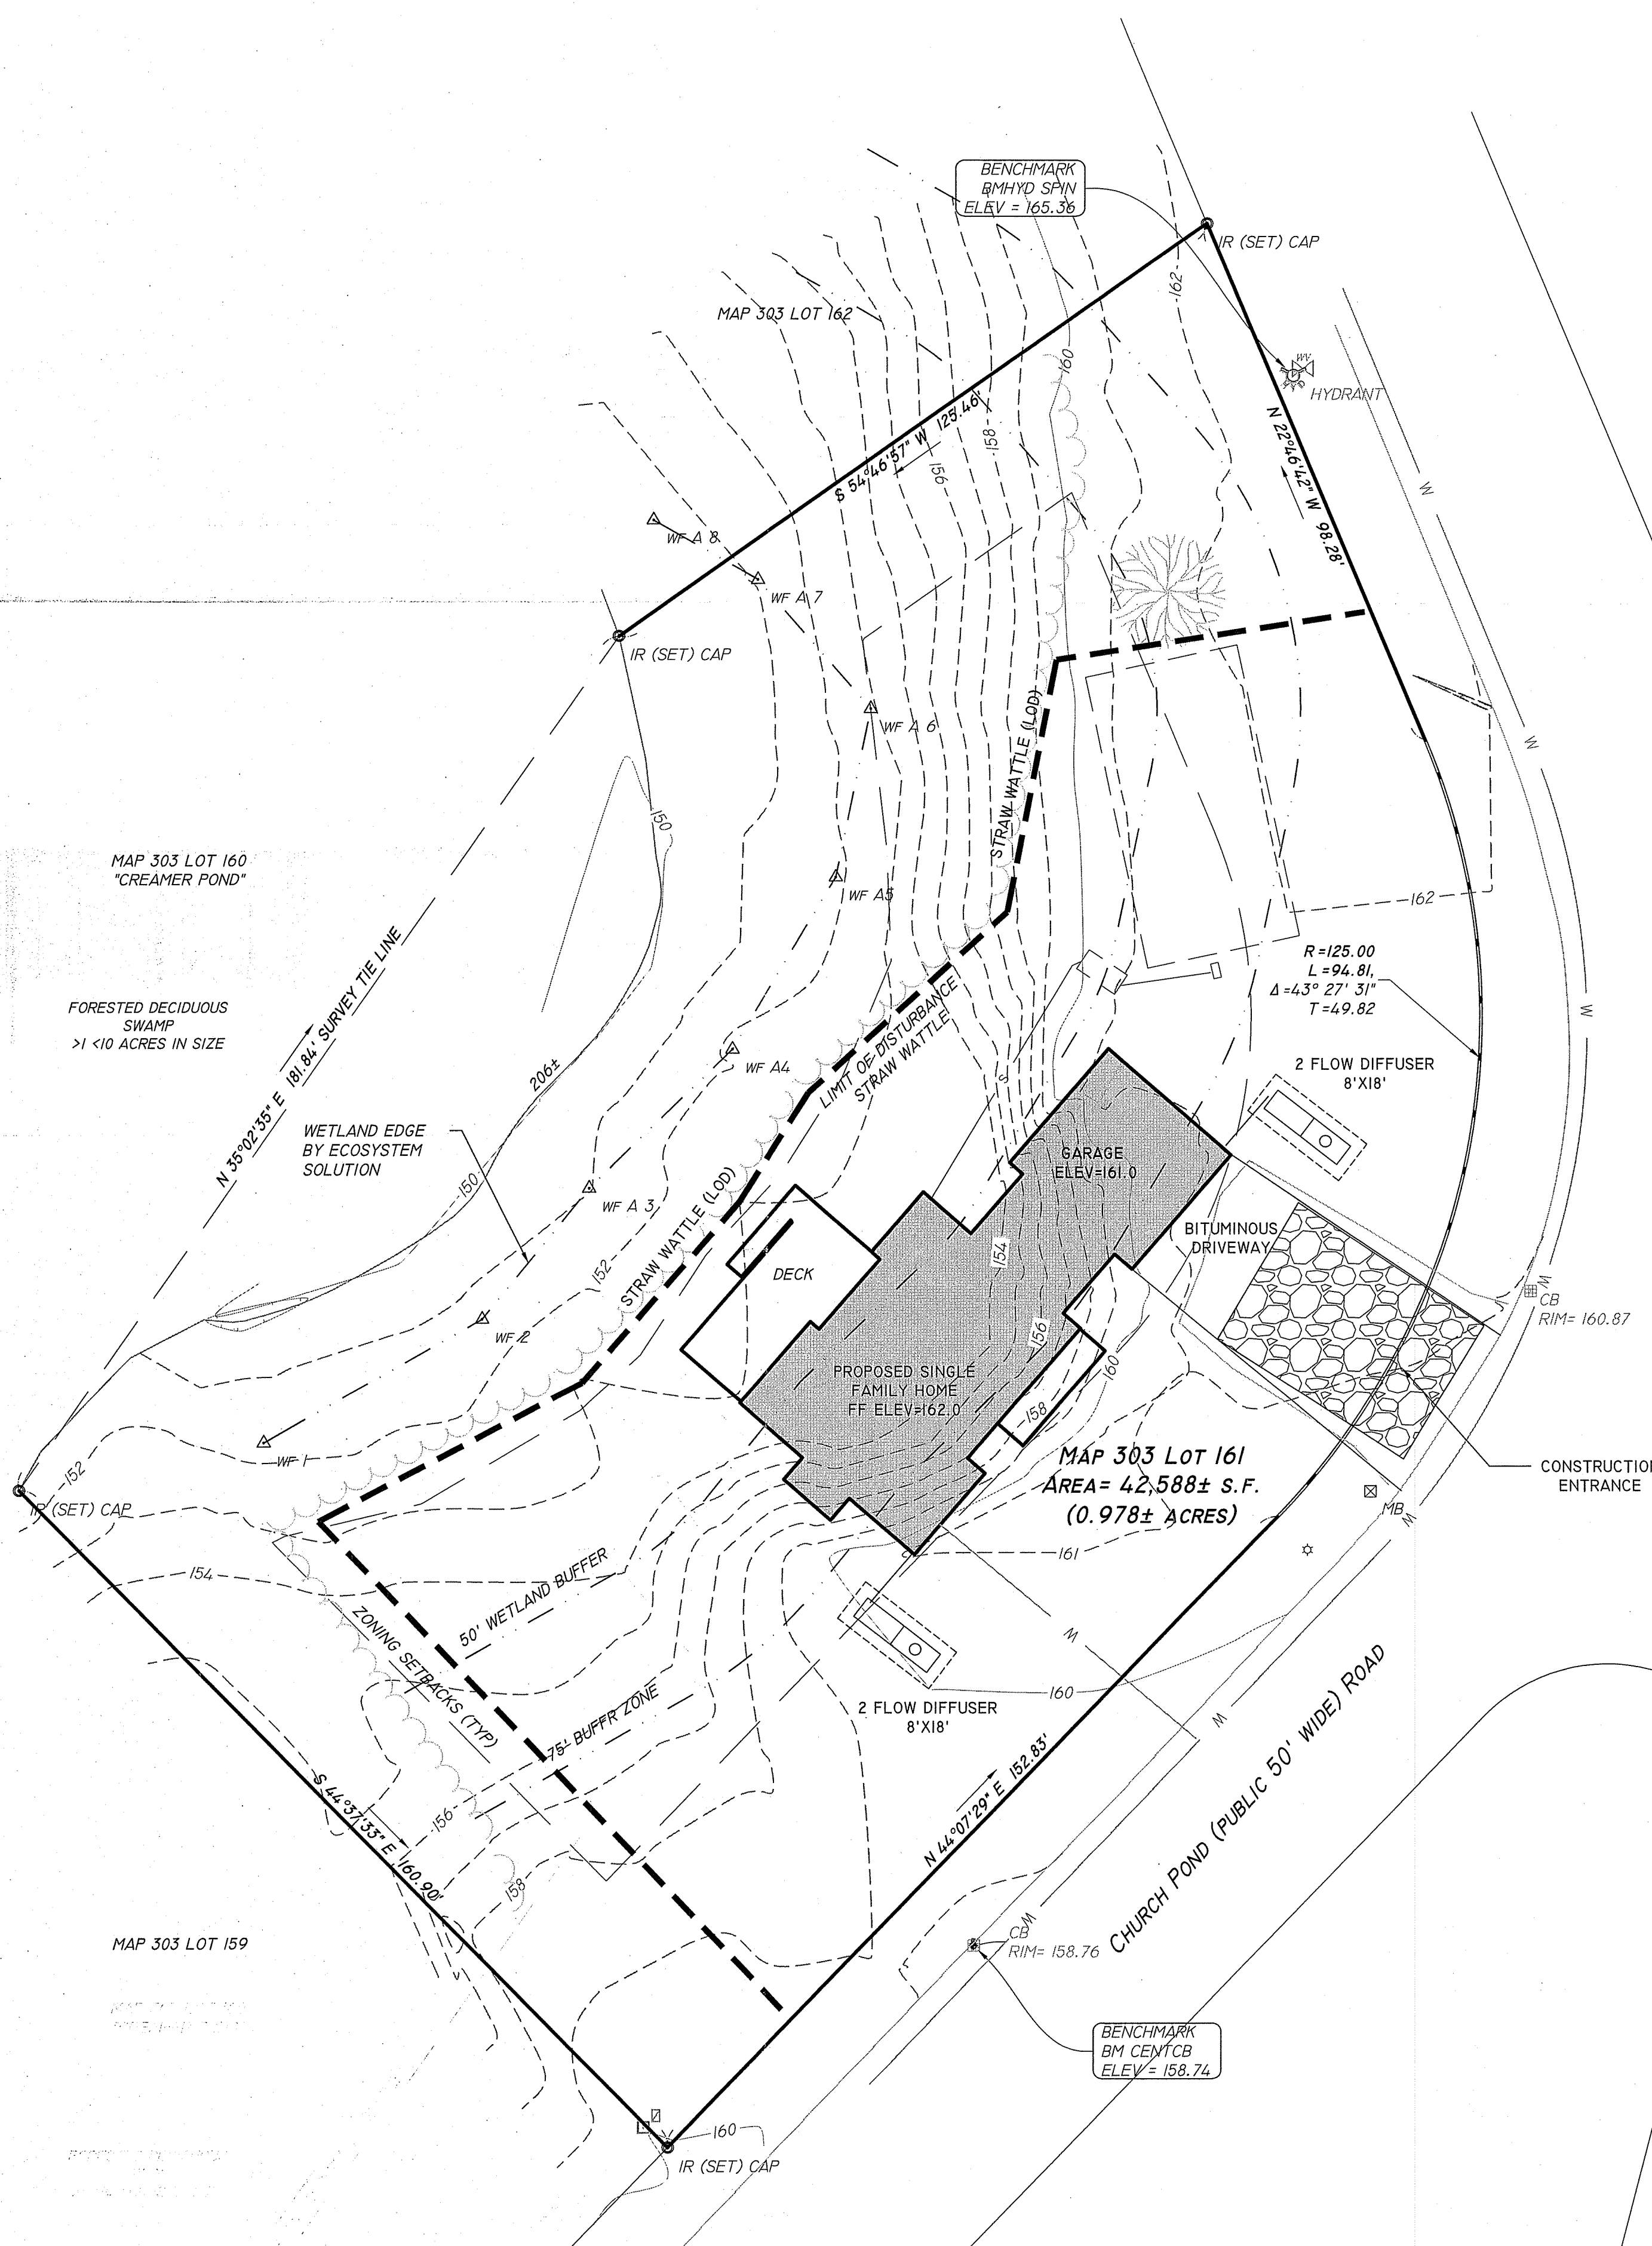 BENCHMARK
BMHYD SPIN
ELEV = 165.36
IR (SET) CAP
162
MAP 303 LOT 162
160
HYDRANT
S 54°46'57" W 125.46'
158
156
N 22°46'42" W 98.28'
W
WF A 8
WF A 7
IR (SET) CAP
WF A 6
STRAW WATTLE (LOD)
W
150
MAP 303 LOT 160
"CREAMER POND"
WF A5
162
R=125.00
L=94.81,
Δ=43° 27' 31"
T=49.82
FORESTED DECIDUOUS
SWAMP
>1 <10 ACRES IN SIZE
N 35°02'35" E 181.84' SURVEY TIE LINE
206±
WF A4
LIMIT OF DISTURBANCE
STRAW WATTLE
S
W
2 FLOW DIFFUSER
8'X18'
WETLAND EDGE
BY ECOSYSTEM
SOLUTION
150
GARAGE
ELEV=161.0
WF A 3
STRAW WATTLE (LOD)
BITUMINOUS
DRIVEWAY
154
152
DECK
W
CB
RIM= 160.87
WF 2
156
PROPOSED SINGLE
FAMILY HOME
FF ELEV=162.0
160
158
WF 1
152
MAP 303 LOT 161
AREA= 42,588± S.F.
(0.978± ACRES)
CONSTRUCTION
ENTRANCE
IR (SET) CAP
MB
W
161
154
50' WETLAND BUFFER
ZONING SETBACKS (TYP)
W
160
75' BUFFR ZONE
2 FLOW DIFFUSER
8'X18'
W
156
S 44°37'33" E 160.90'
N 44°07'29" E 152.83'
CHURCH POND (PUBLIC 50' WIDE) ROAD
158
MAP 303 LOT 159
W
CB
RIM= 158.76
BENCHMARK
BM CENTCB
ELEV = 158.74
160
IR (SET) CAP